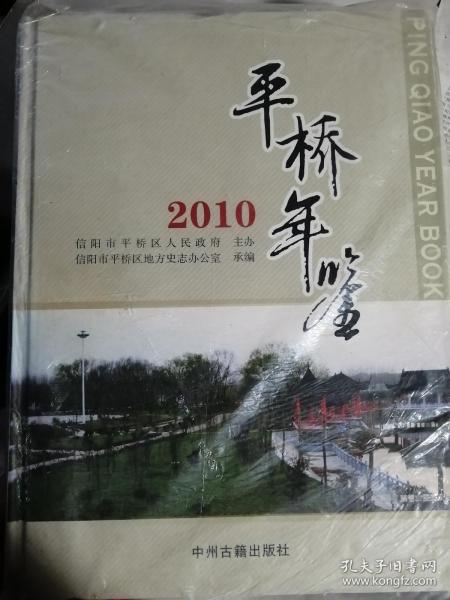 平桥年鉴
PING QIAO YEAR BOOK
2010
信阳市平桥区人民政府 主办
信阳市平桥区地方史志办公室 承编
中州古籍出版社
孔夫子旧书网
www.kongfz.com